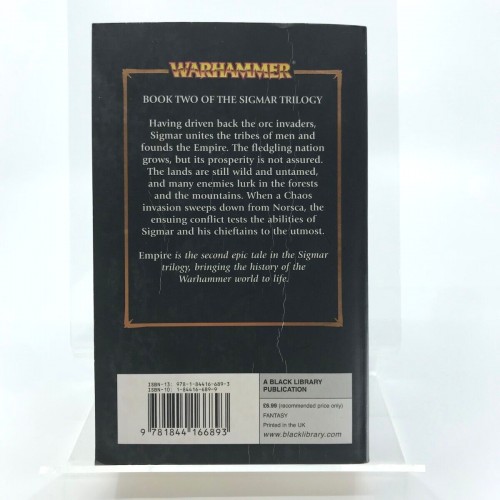 WARHAMMER
BOOK TWO OF THE SIGMAR TRILOGY
Having driven back the orc invaders,
Sigmar unites the tribes of men and
founds the Empire. The fledgling nation
grows, but its prosperity is not assured.
The lands are still wild and untamed,
and many enemies lurk in the forests
and the mountains. When a Chaos
invasion sweeps down from Norsca, the
ensuing conflict tests the abilities of
Sigmar and his chieftains to the utmost.
Empire is the second epic tale in the Sigmar
trilogy, bringing the history of the
Warhammer world to life.
ISBN-13: 978-1-84416-689-3
ISBN-10: 1-84416-689-9
9 781844 166893
A BLACK LIBRARY
PUBLICATION
£6.99 (recommended price only)
FANTASY
Printed in the UK
www.blacklibrary.com